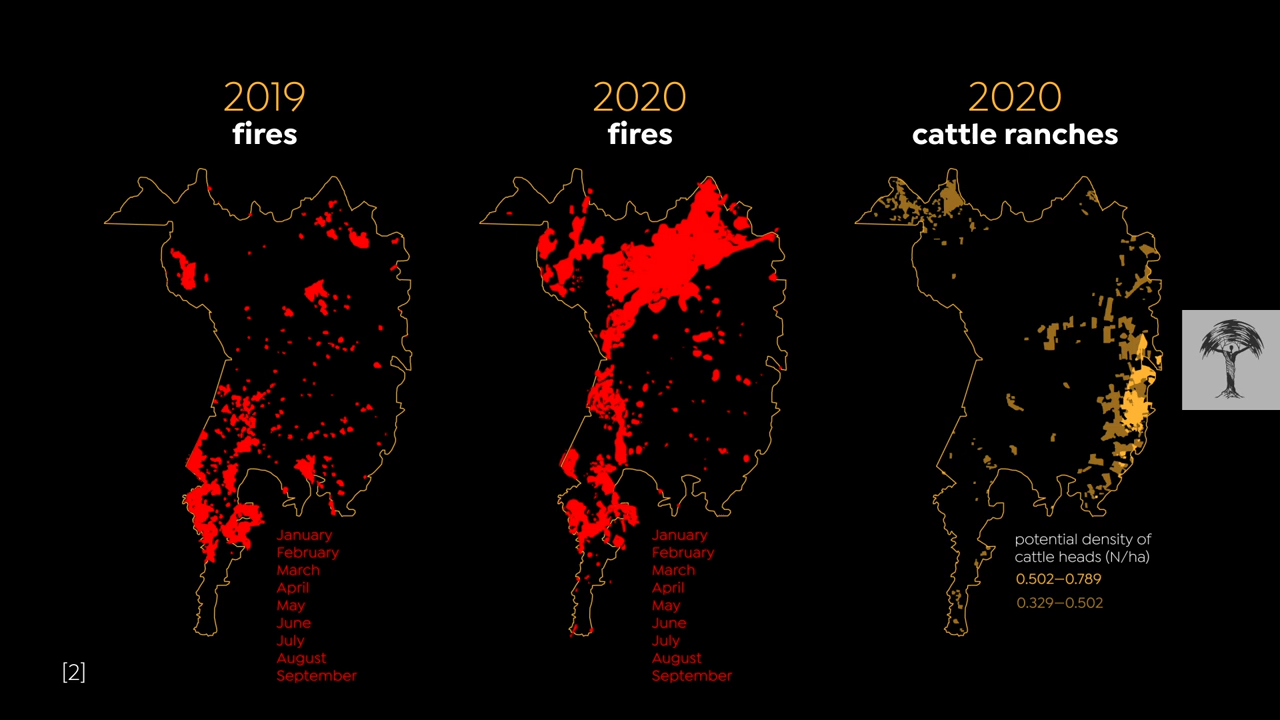 2019
fires
January
February
March
April
May
June
July
August
September
2020
fires
January
February
March
April
May
June
July
August
September
2020
cattle ranches
potential density of
cattle heads (N/ha)
0.502—0.789
0.329—0.502
[2]